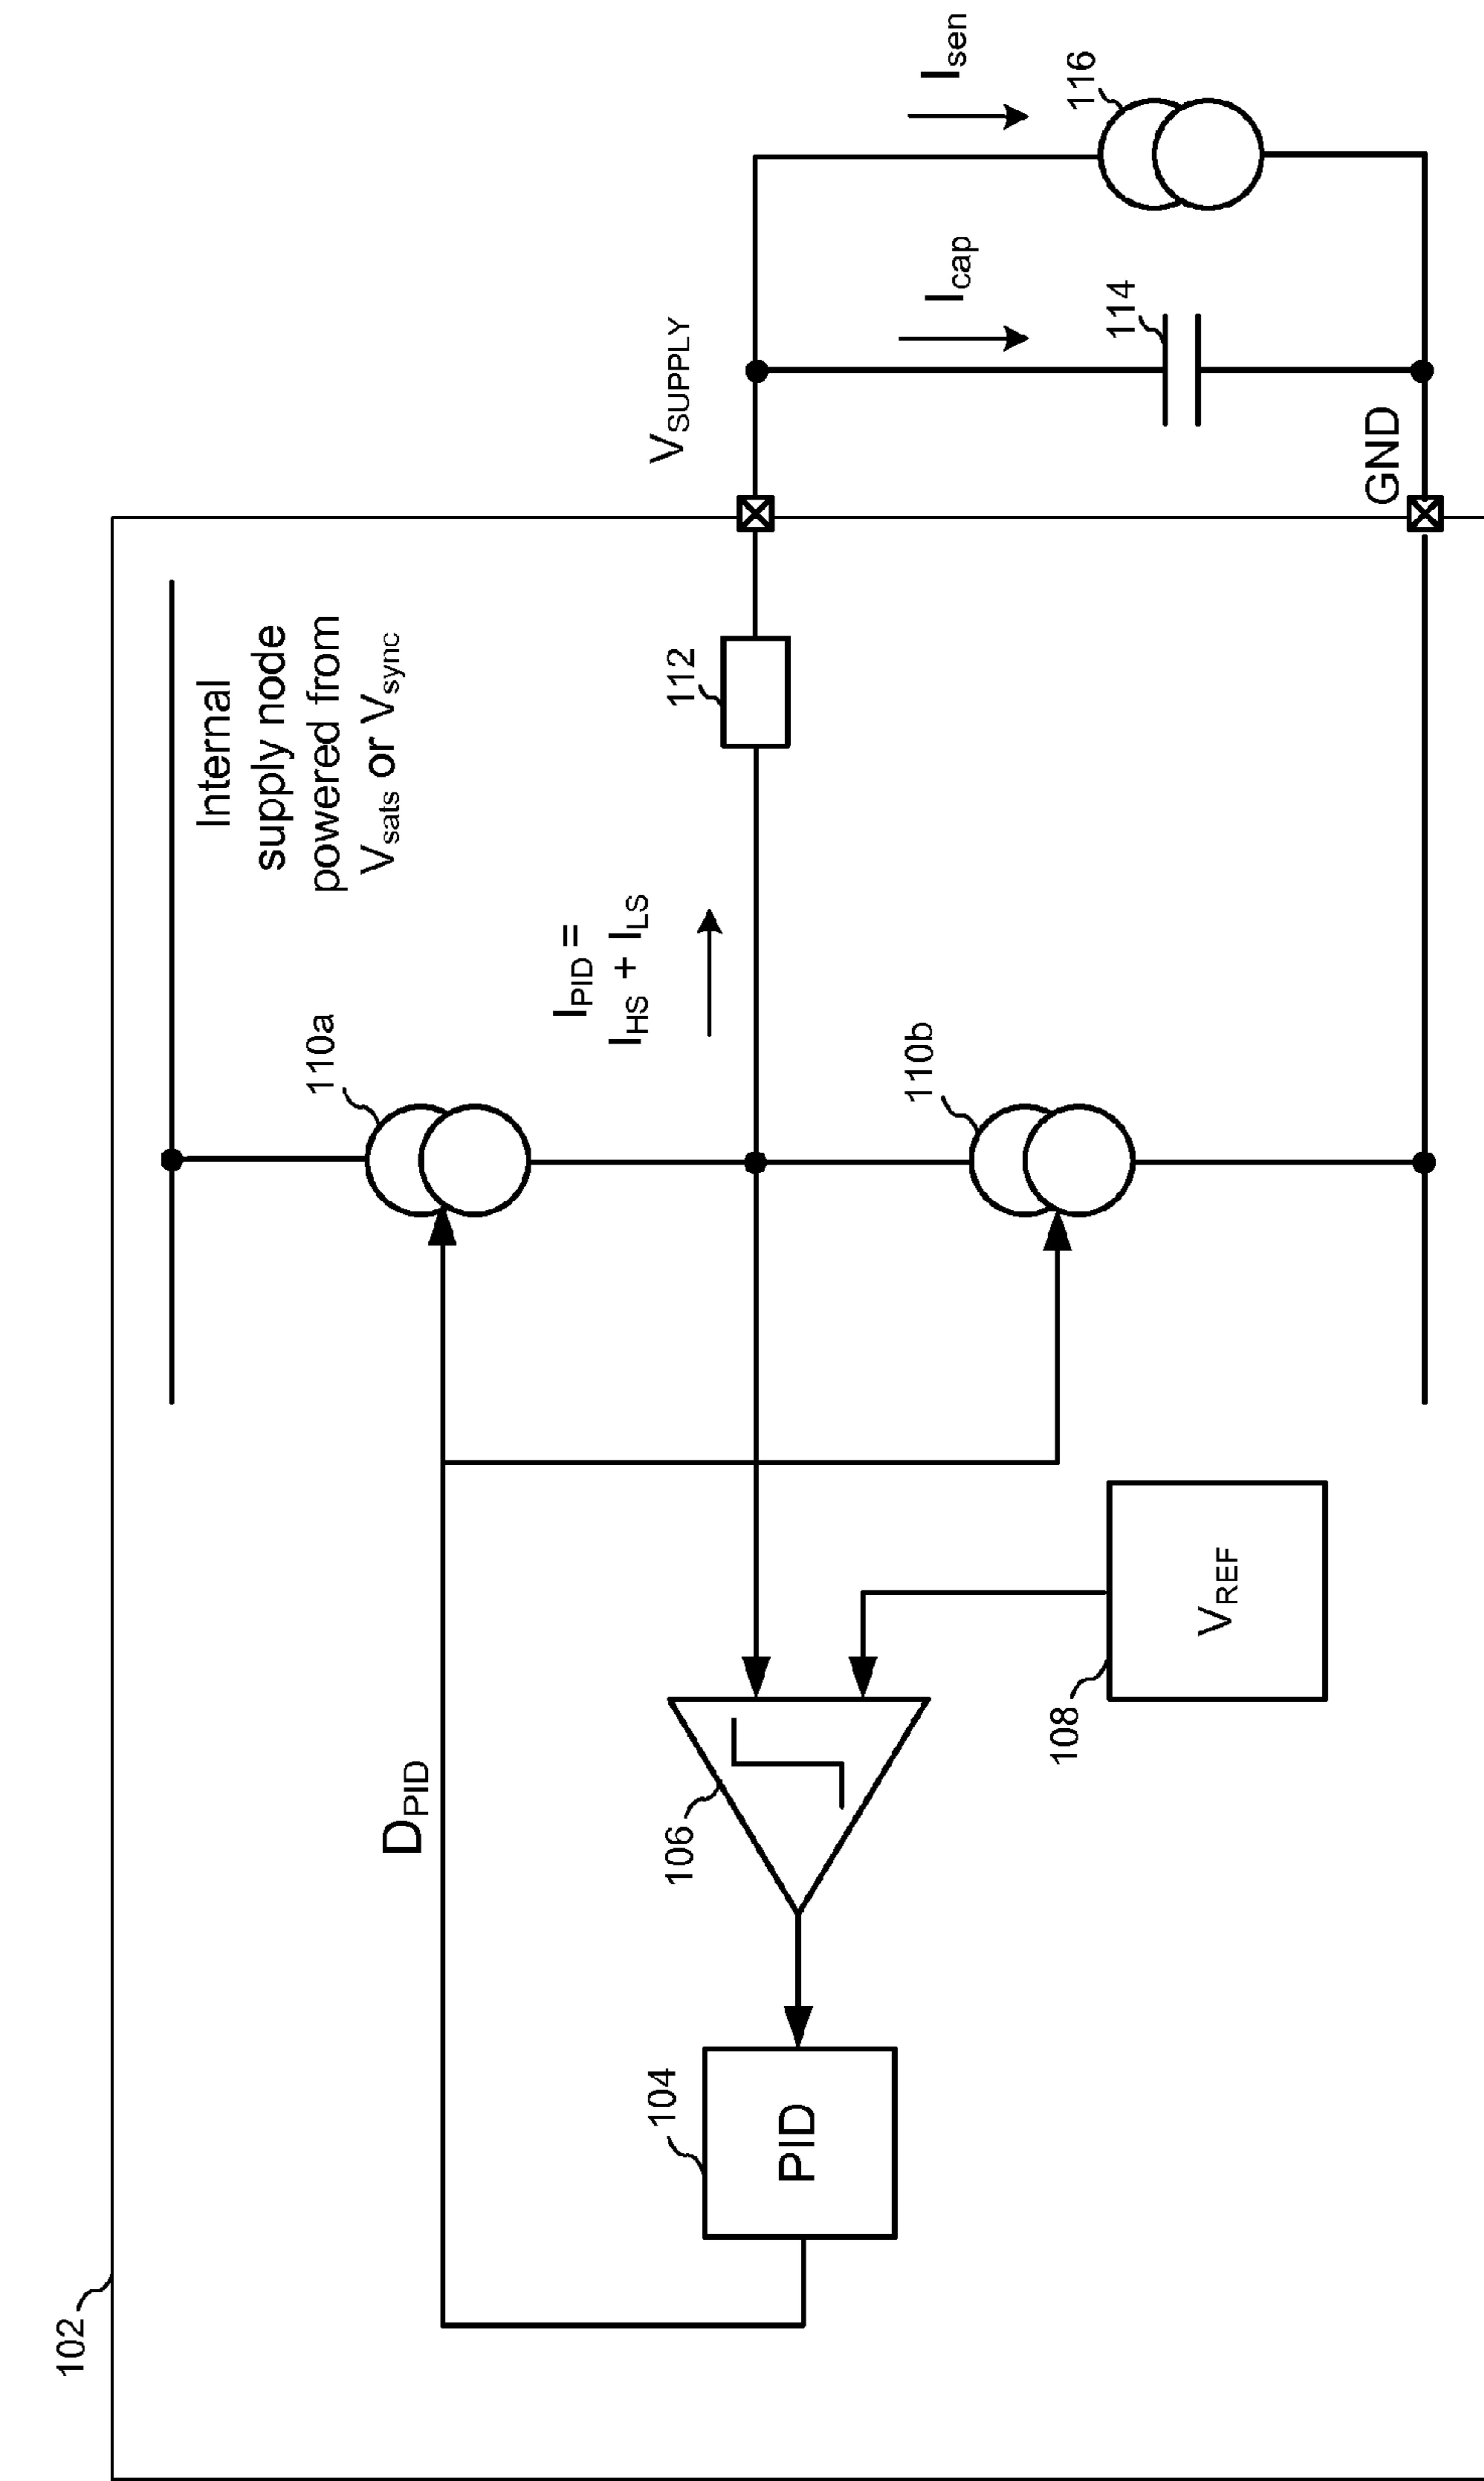 102
Internal
supply node
powered from
Vsats or Vsync
110a
DPID
IPID =
IHS + ILS
VSUPPLY
112
Isen
116
Icap
114
104
PID
106
110b
108
VREF
GND